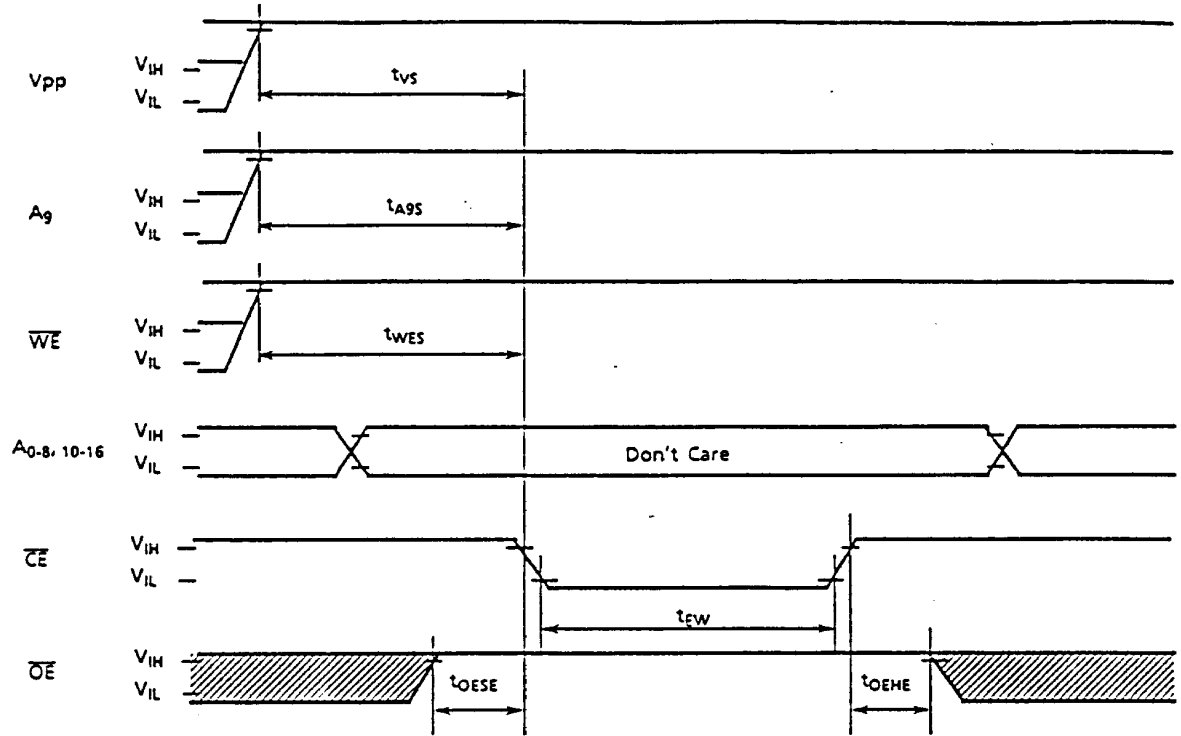 Vpp
VIH
VIL
tVS
A9
VIH
VIL
tA9S
WE
VIH
VIL
tWES
A0-8, 10-16
VIH
VIL
Don't Care
CE
VIH
VIL
tEW
OE
VIH
VIL
tOESE
tOEHE